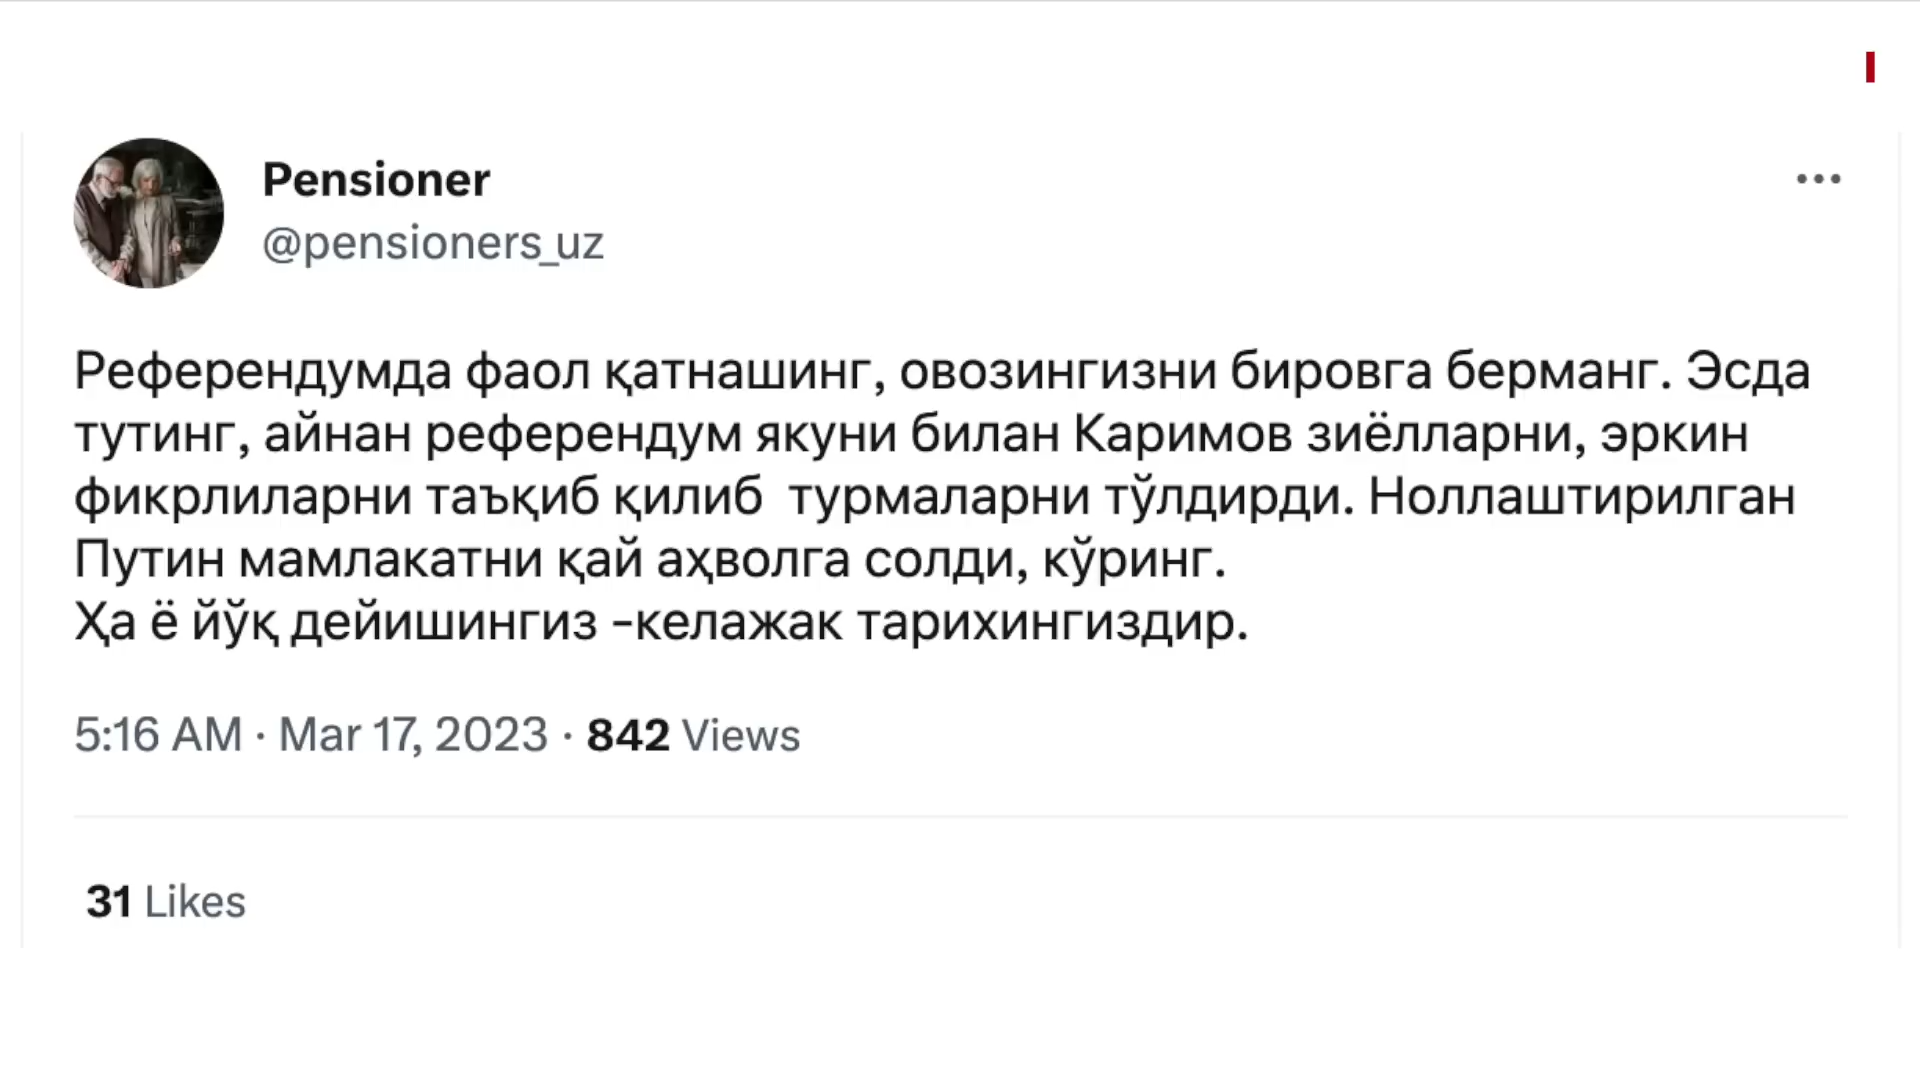 Pensioner
@pensioners_uz
Референдумда фаол қатнашинг, овозингизни бировга берманг. Эсда
тутинг, айнан референдум якуни билан Каримов зиёлларни, эркин
фикрлиларни таъқиб қилиб  турмаларни тўлдирди. Ноллаштирилган
Путин мамлакатни қай аҳволга солди, кўринг.
Ҳа ё йўқ дейишингиз -келажак тарихингиздир.
5:16 AM · Mar 17, 2023 · 842 Views
31 Likes